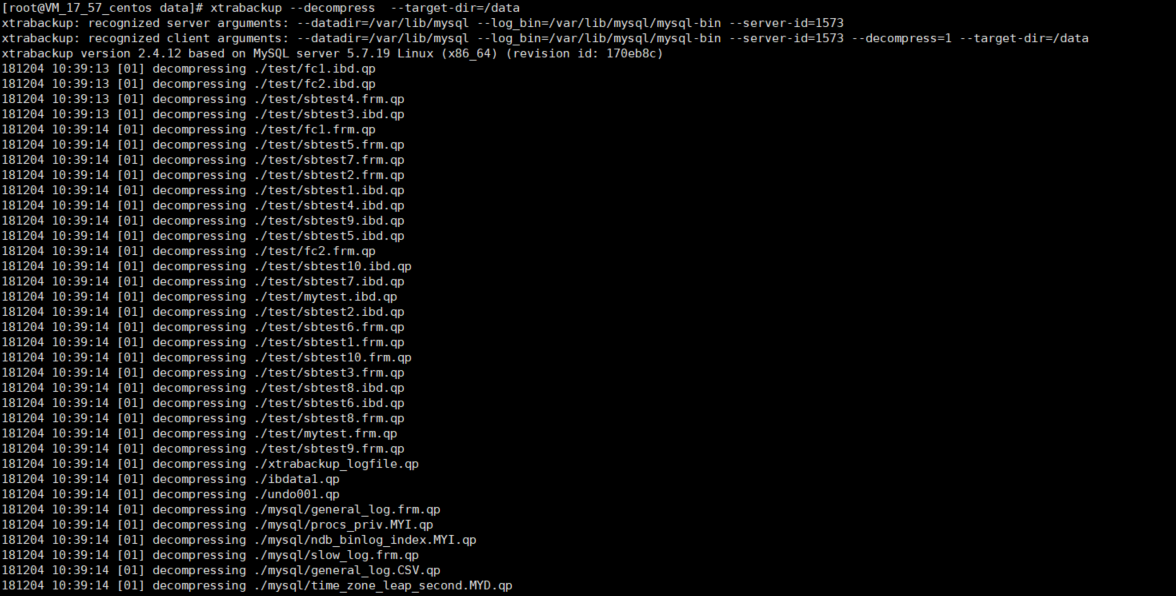 [root@VM_17_57_centos data]# xtrabackup --decompress  --target-dir=/data
xtrabackup: recognized server arguments: --datadir=/var/lib/mysql --log_bin=/var/lib/mysql/mysql-bin --server-id=1573
xtrabackup: recognized client arguments: --datadir=/var/lib/mysql --log_bin=/var/lib/mysql/mysql-bin --server-id=1573 --decompress=1 --target-dir=/data
xtrabackup version 2.4.12 based on MySQL server 5.7.19 Linux (x86_64) (revision id: 170eb8c)
181204 10:39:13 [01] decompressing ./test/fc1.ibd.qp
181204 10:39:13 [01] decompressing ./test/fc2.ibd.qp
181204 10:39:13 [01] decompressing ./test/sbtest4.frm.qp
181204 10:39:13 [01] decompressing ./test/sbtest3.ibd.qp
181204 10:39:14 [01] decompressing ./test/fc1.frm.qp
181204 10:39:14 [01] decompressing ./test/sbtest5.frm.qp
181204 10:39:14 [01] decompressing ./test/sbtest7.frm.qp
181204 10:39:14 [01] decompressing ./test/sbtest2.frm.qp
181204 10:39:14 [01] decompressing ./test/sbtest1.ibd.qp
181204 10:39:14 [01] decompressing ./test/sbtest4.ibd.qp
181204 10:39:14 [01] decompressing ./test/sbtest9.ibd.qp
181204 10:39:14 [01] decompressing ./test/sbtest5.ibd.qp
181204 10:39:14 [01] decompressing ./test/fc2.frm.qp
181204 10:39:14 [01] decompressing ./test/sbtest10.ibd.qp
181204 10:39:14 [01] decompressing ./test/sbtest7.ibd.qp
181204 10:39:14 [01] decompressing ./test/mytest.ibd.qp
181204 10:39:14 [01] decompressing ./test/sbtest2.ibd.qp
181204 10:39:14 [01] decompressing ./test/sbtest6.frm.qp
181204 10:39:14 [01] decompressing ./test/sbtest1.frm.qp
181204 10:39:14 [01] decompressing ./test/sbtest10.frm.qp
181204 10:39:14 [01] decompressing ./test/sbtest3.frm.qp
181204 10:39:14 [01] decompressing ./test/sbtest8.ibd.qp
181204 10:39:14 [01] decompressing ./test/sbtest6.ibd.qp
181204 10:39:14 [01] decompressing ./test/sbtest8.frm.qp
181204 10:39:14 [01] decompressing ./test/mytest.frm.qp
181204 10:39:14 [01] decompressing ./test/sbtest9.frm.qp
181204 10:39:14 [01] decompressing ./xtrabackup_logfile.qp
181204 10:39:14 [01] decompressing ./ibdata1.qp
181204 10:39:14 [01] decompressing ./undo001.qp
181204 10:39:14 [01] decompressing ./mysql/general_log.frm.qp
181204 10:39:14 [01] decompressing ./mysql/procs_priv.MYI.qp
181204 10:39:14 [01] decompressing ./mysql/ndb_binlog_index.MYI.qp
181204 10:39:14 [01] decompressing ./mysql/slow_log.frm.qp
181204 10:39:14 [01] decompressing ./mysql/general_log.CSV.qp
181204 10:39:14 [01] decompressing ./mysql/time_zone_leap_second.MYD.qp